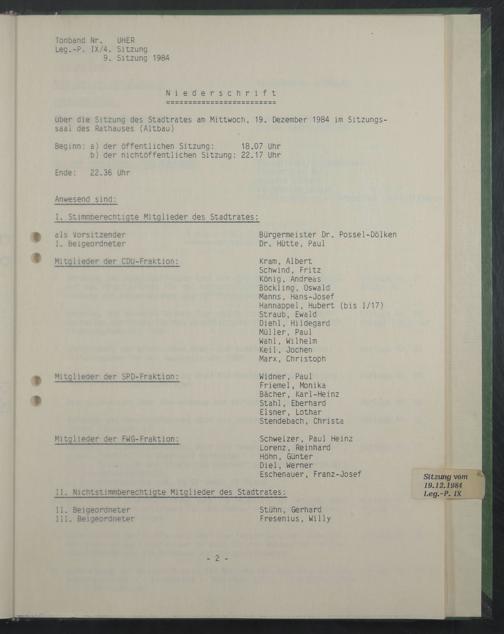 Tonband Nr. UHER
Leg.-P. IX/4. Sitzung
9. Sitzung 1984
N i e d e r s c h r i f t
=========================
über die Sitzung des Stadtrates am Mittwoch, 19. Dezember 1984 im Sitzungs-
saal des Rathauses (Altbau)
Beginn: a) der öffentlichen Sitzung: 18.07 Uhr
b) der nichtöffentlichen Sitzung: 22.17 Uhr
Ende: 22.36 Uhr
Anwesend sind:
I. Stimmberechtigte Mitglieder des Stadtrates:
als Vorsitzender Bürgermeister Dr. Possel-Dölken
I. Beigeordneter Dr. Hütte, Paul
Mitglieder der CDU-Fraktion: Kram, Albert
Schwind, Fritz
König, Andreas
Böckling, Oswald
Manns, Hans-Josef
Hannappel, Hubert (bis I/17)
Straub, Ewald
Diehl, Hildegard
Müller, Paul
Wahl, Wilhelm
Keil, Jochen
Marx, Christoph
Mitglieder der SPD-Fraktion: Widner, Paul
Friemel, Monika
Bächer, Karl-Heinz
Stahl, Eberhard
Elsner, Lothar
Stendebach, Christa
Mitglieder der FWG-Fraktion: Schweizer, Paul Heinz
Lorenz, Reinhard
Höhn, Günter
Diel, Werner
Eschenauer, Franz-Josef
II. Nichtstimmberechtigte Mitglieder des Stadtrates:
II. Beigeordneter Stühn, Gerhard
III. Beigeordneter Fresenius, Willy
- 2 -
Sitzung vom
19.12.1984
Leg.-P. IX